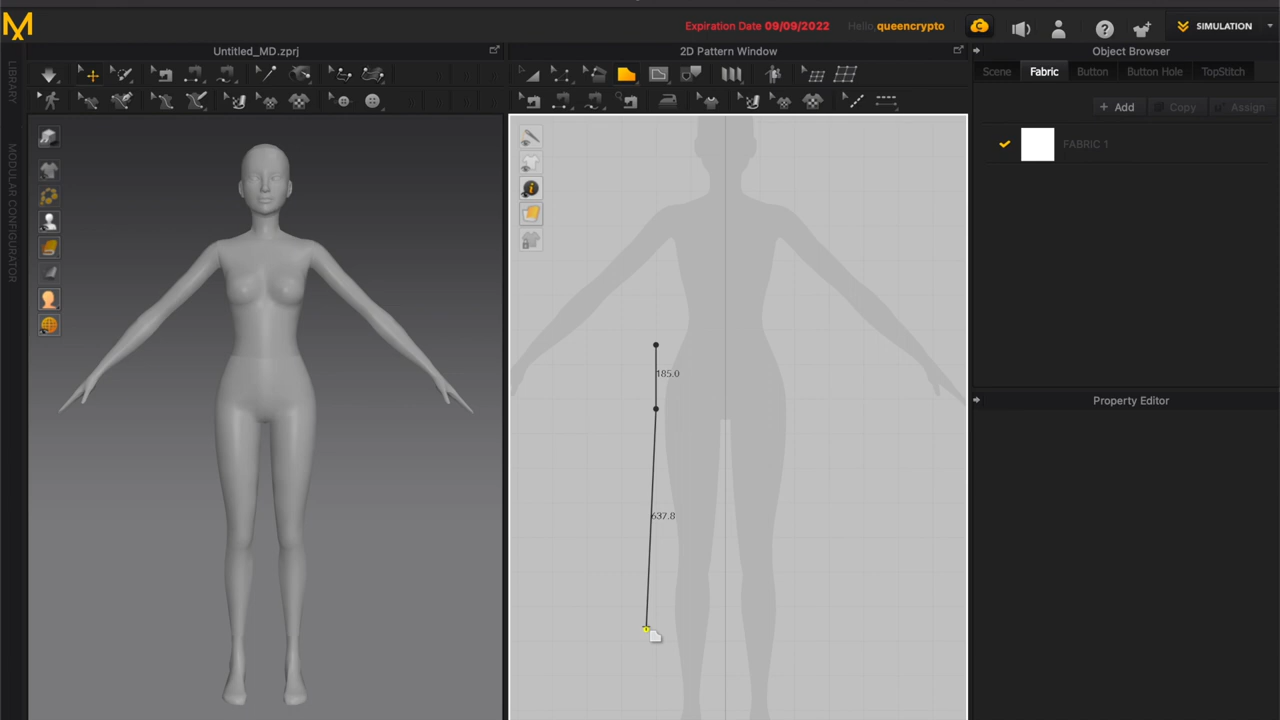 Expiration Date 09/09/2022 Hello, queencrypto
SIMULATION
Untitled_MD.zprj
2D Pattern Window
Object Browser
Scene Fabric Button Button Hole TopStitch
+ Add Copy Assign
FABRIC 1
LIBRARY
MODULAR CONFIGURATOR
185.0
637.8
Property Editor